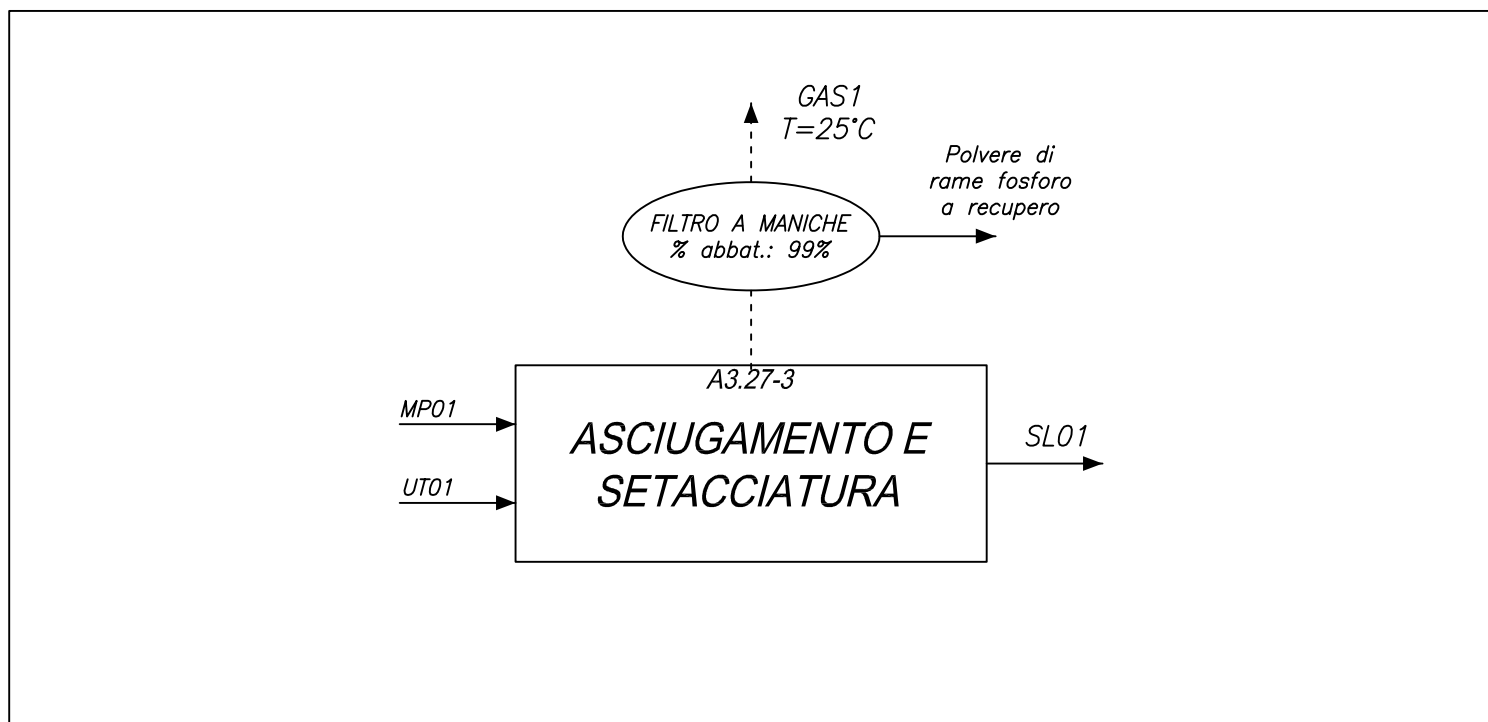 GAS1
T=25°C
Polvere di
rame fosforo
a recupero
FILTRO A MANICHE
% abbat.: 99%
A3.27-3
MP01
ASCIUGAMENTO E
SETACCIATURA
SL01
UT01